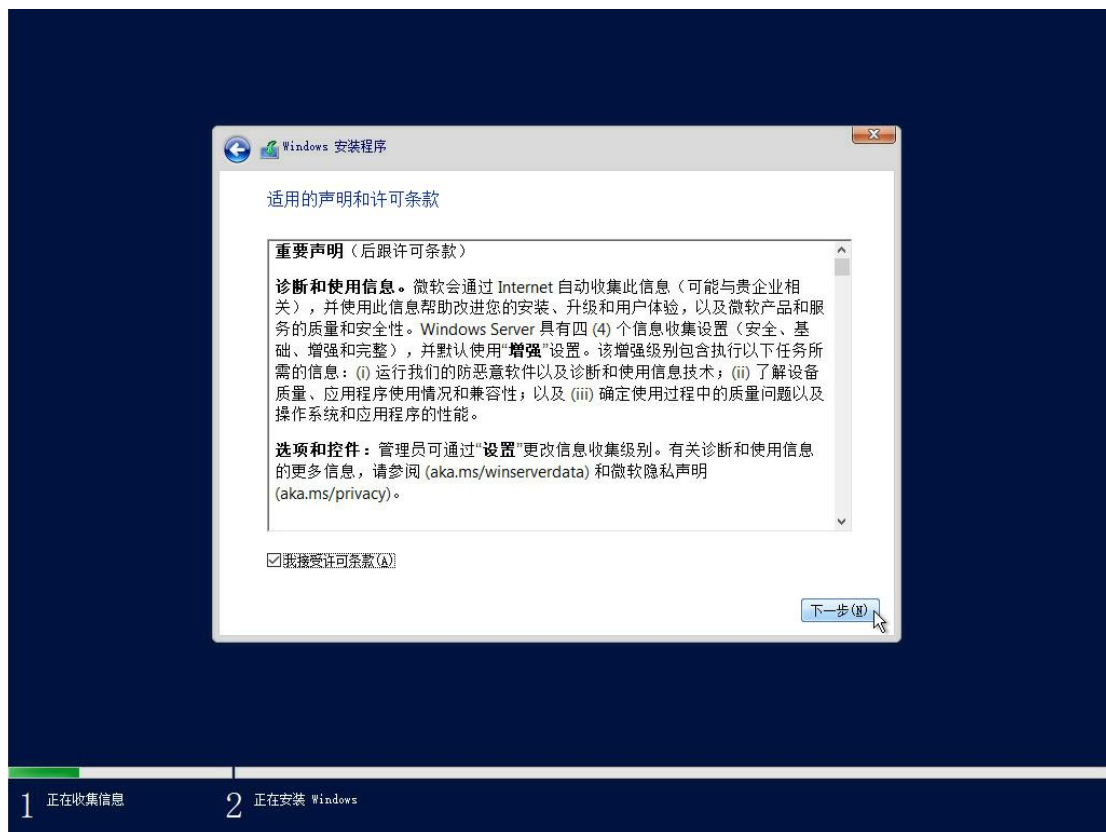 Windows 安装程序
适用的声明和许可条款
重要声明（后跟许可条款）
诊断和使用信息。微软会通过 Internet 自动收集此信息（可能与贵企业相
关），并使用此信息帮助改进您的安装、升级和用户体验，以及微软产品和服
务的质量和安全性。Windows Server 具有四 (4) 个信息收集设置（安全、基
础、增强和完整），并默认使用“增强”设置。该增强级别包含执行以下任务所
需的信息：(i) 运行我们的防恶意软件以及诊断和使用信息技术；(ii) 了解设备
质量、应用程序使用情况和兼容性；以及 (iii) 确定使用过程中的质量问题以及
操作系统和应用程序的性能。
选项和控件：管理员可通过“设置”更改信息收集级别。有关诊断和使用信息
的更多信息，请参阅 (aka.ms/winserverdata) 和微软隐私声明
(aka.ms/privacy)。
我接受许可条款(A)
下一步(N)
1 正在收集信息
2 正在安装 Windows